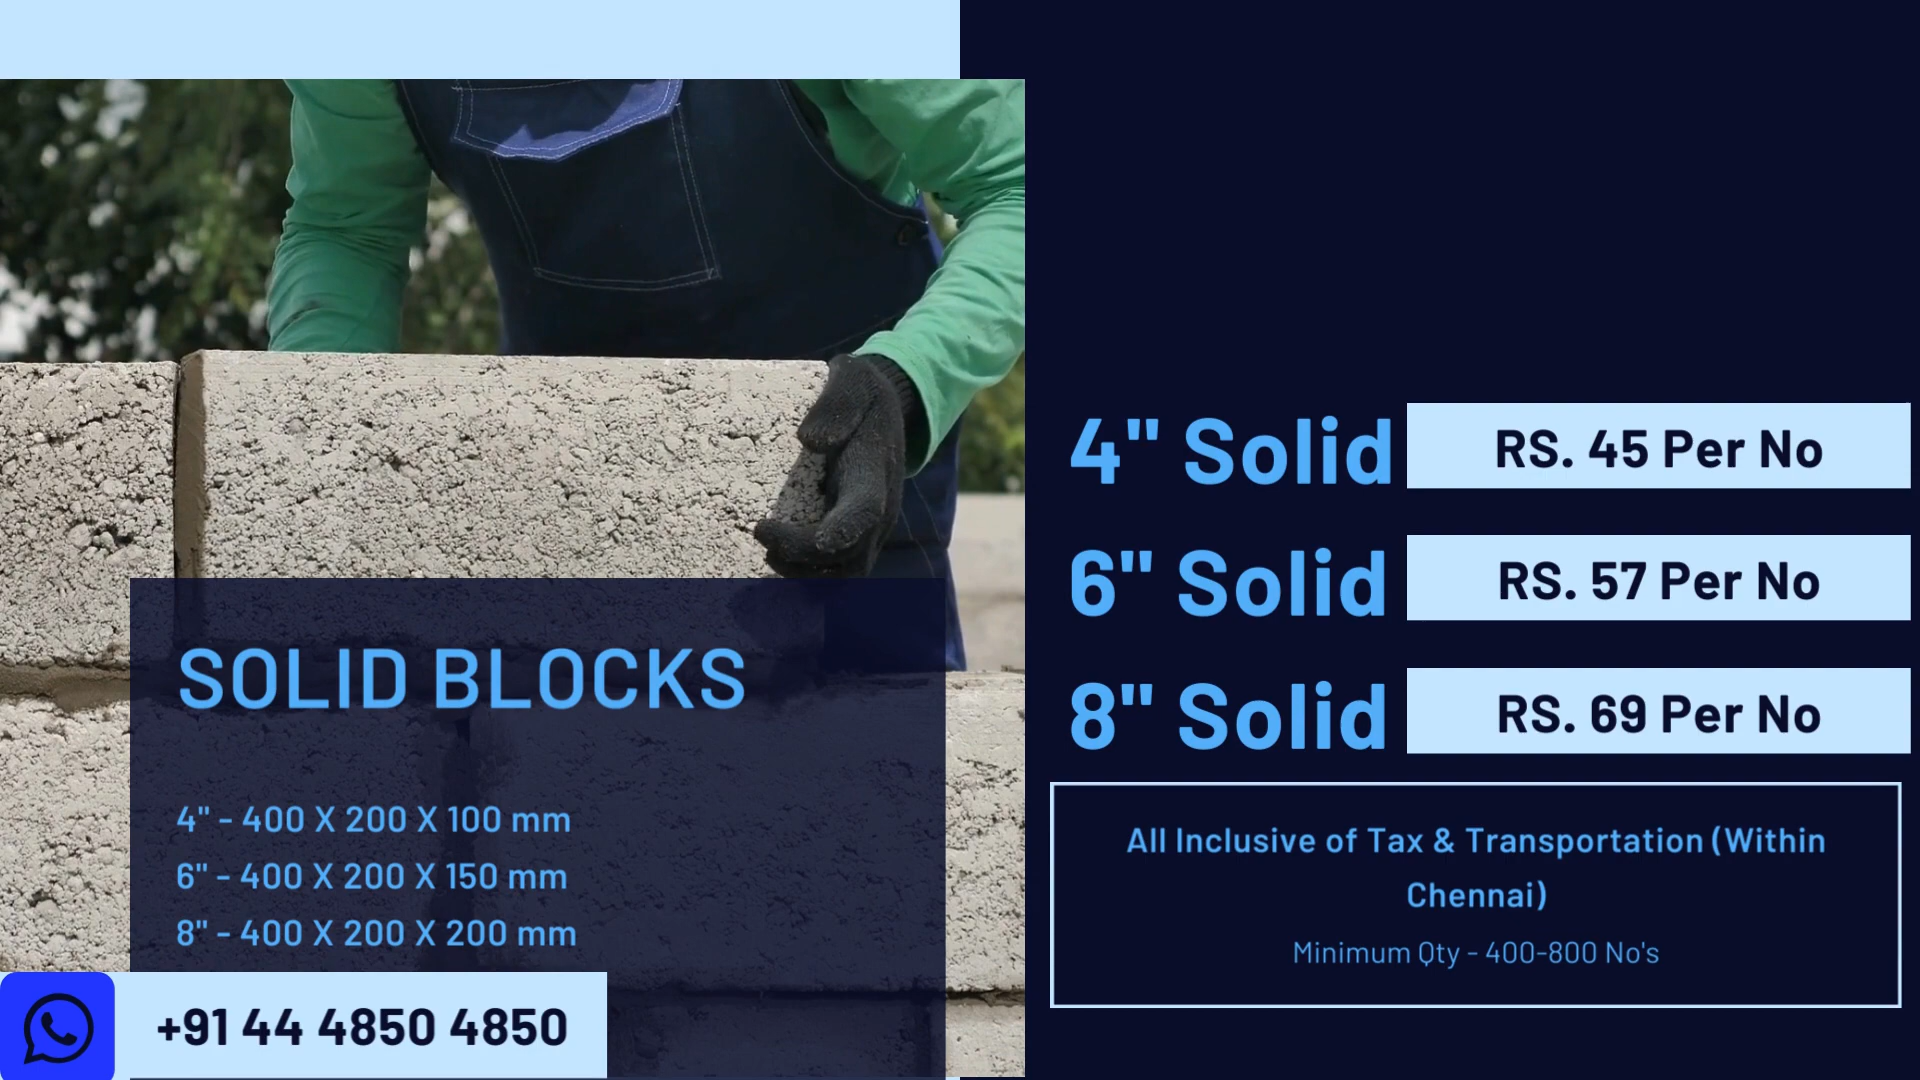 SOLID BLOCKS
4" - 400 X 200 X 100 mm
6" - 400 X 200 X 150 mm
8" - 400 X 200 X 200 mm
+91 44 4850 4850
4" Solid RS. 45 Per No
6" Solid RS. 57 Per No
8" Solid RS. 69 Per No
All Inclusive of Tax & Transportation (Within
Chennai)
Minimum Qty - 400-800 No's